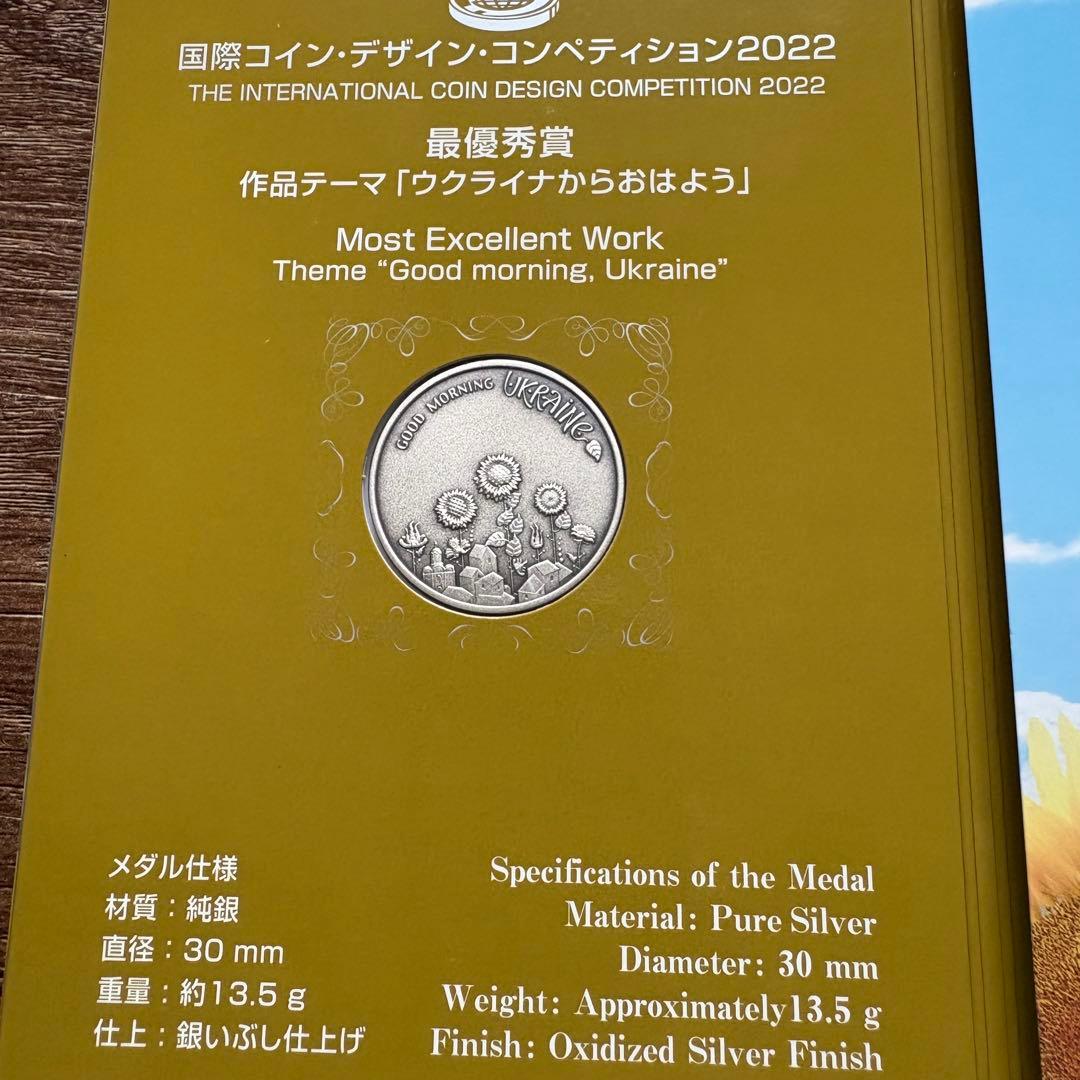 国際コイン・デザイン・コンペティション2022
THE INTERNATIONAL COIN DESIGN COMPETITION 2022
最優秀賞
作品テーマ「ウクライナからおはよう」
Most Excellent Work
Theme “Good morning, Ukraine”
GOOD MORNING UKRAINE
メダル仕様
材質：純銀
直径：30 mm
重量：約13.5 g
仕上：銀いぶし仕上げ
Specifications of the Medal
Material: Pure Silver
Diameter: 30 mm
Weight: Approximately13.5 g
Finish: Oxidized Silver Finish